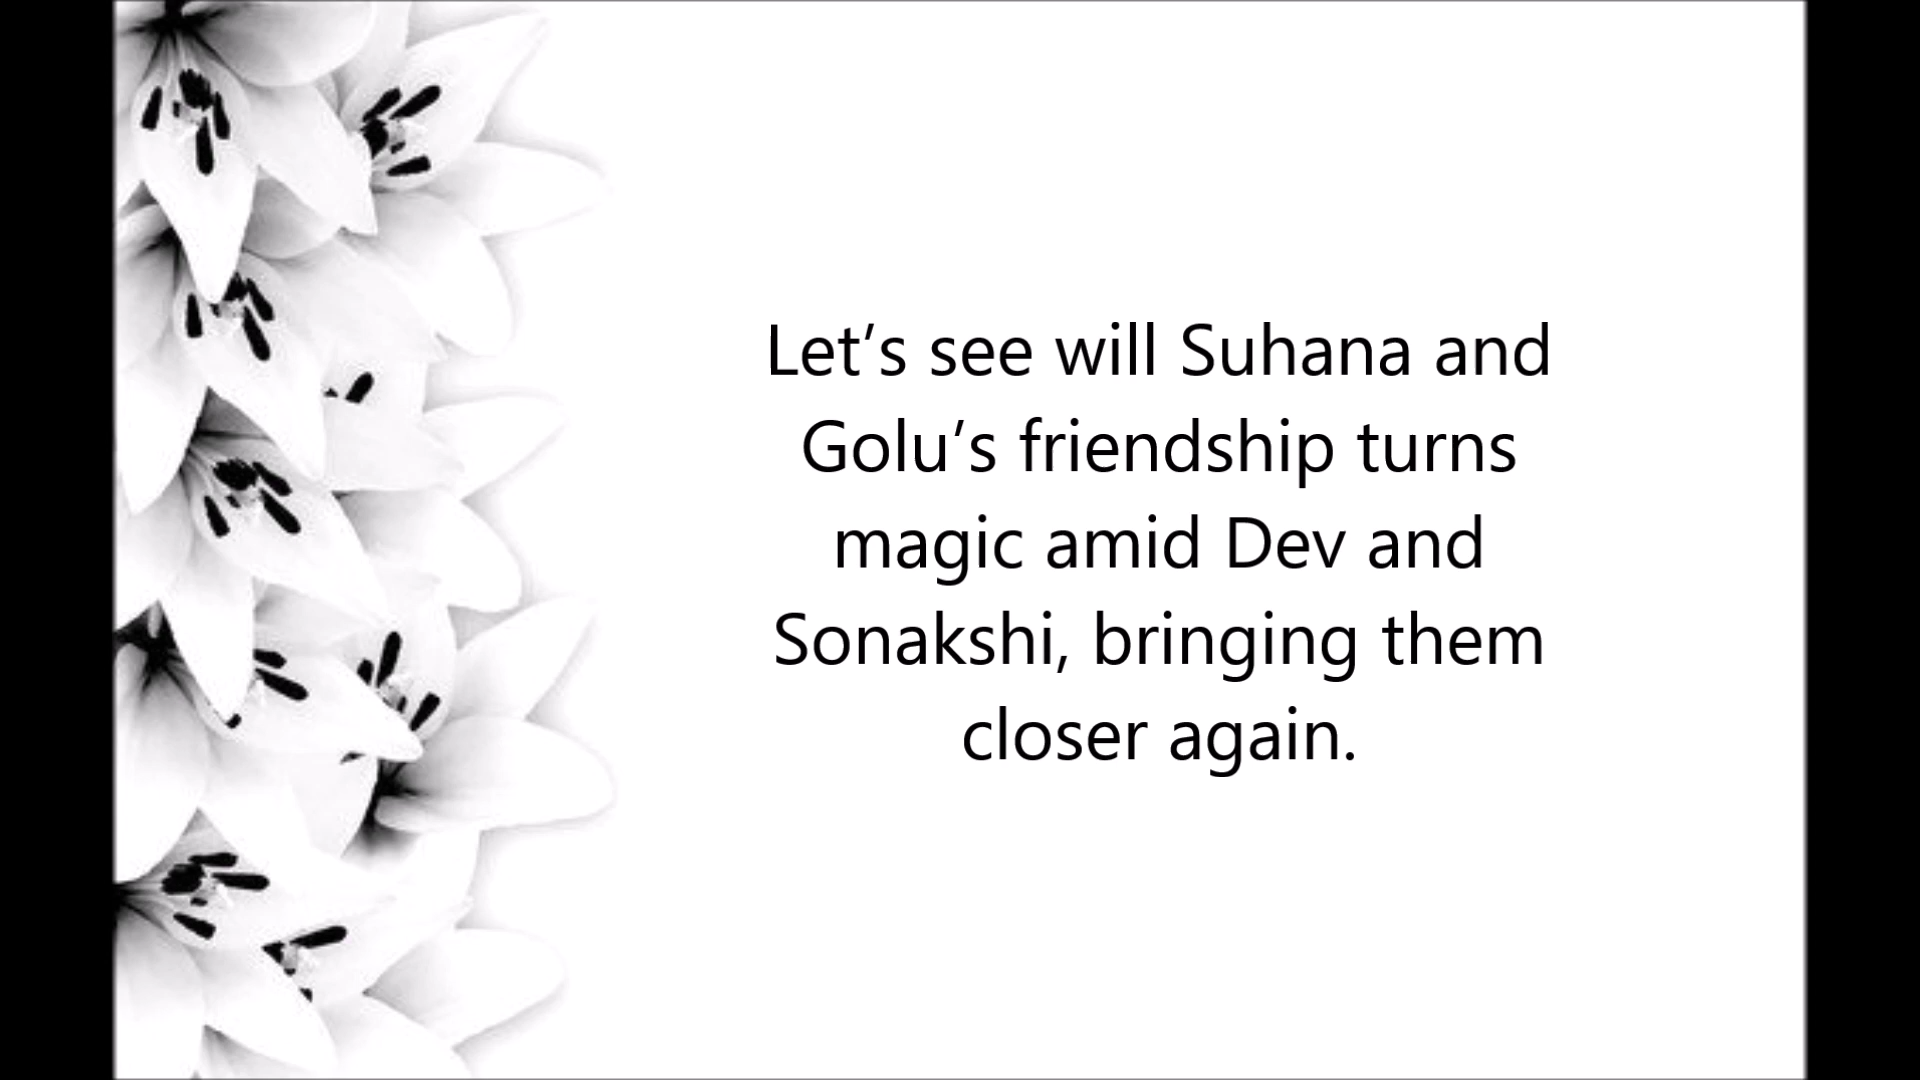 Let’s see will Suhana and
Golu’s friendship turns
magic amid Dev and
Sonakshi, bringing them
closer again.